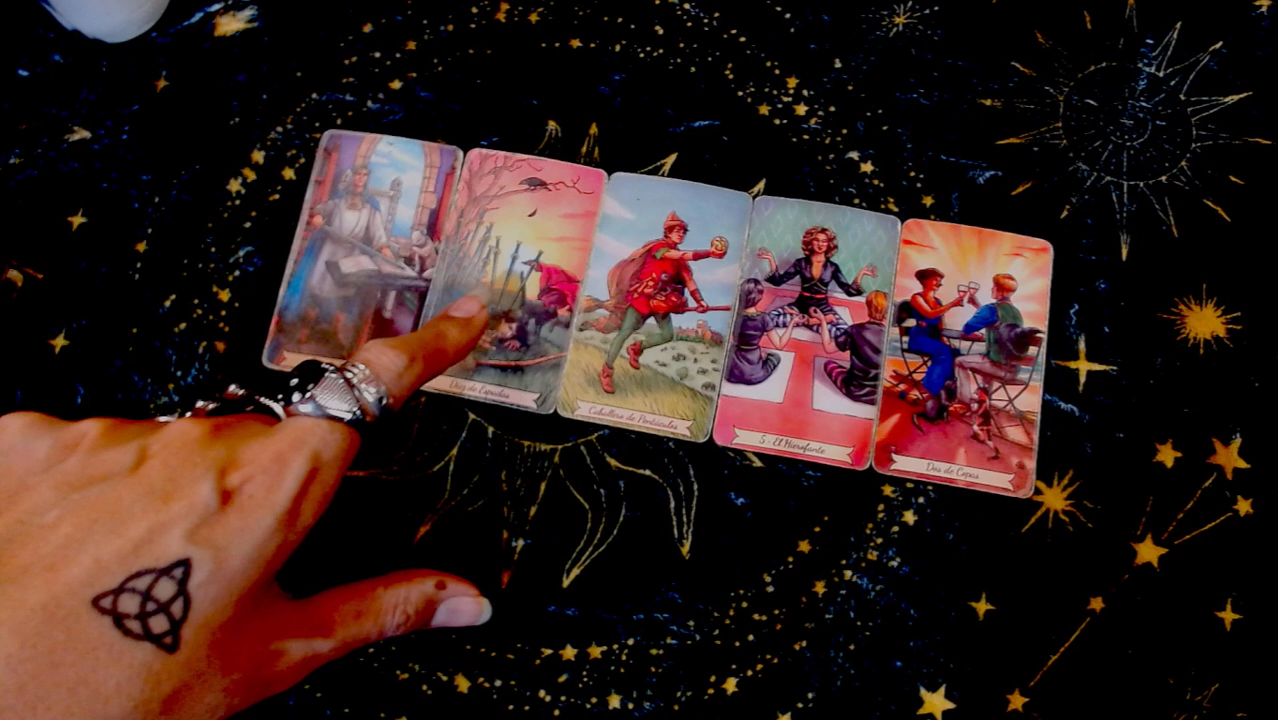 Diez de Espadas
Caballero de Pentáculos
5 - El Hierofante
Dos de Copas